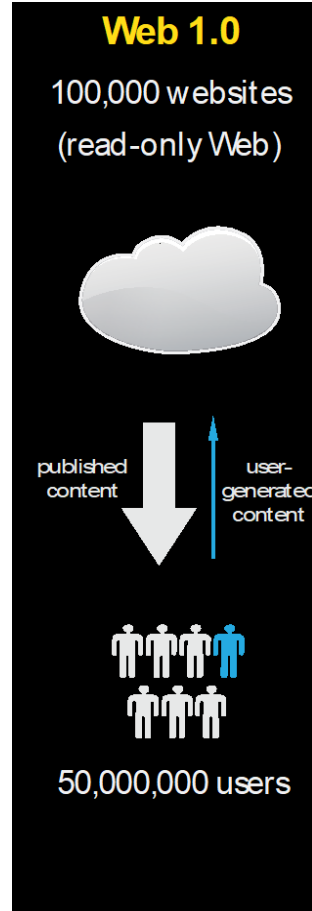 Web 1.0
100,000 websites
(read-only Web)
published
content
user-
generated
content
50,000,000 users